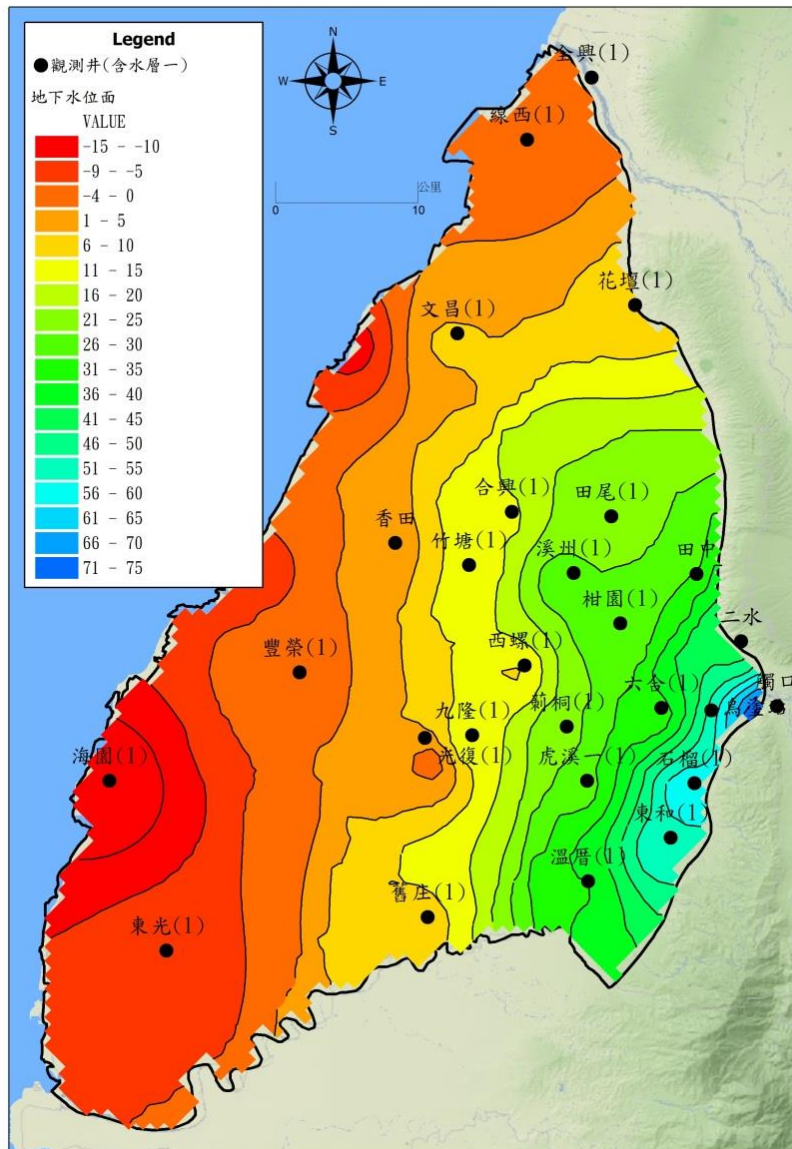 Legend
觀測井(含水層一)
地下水位面
VALUE
-15 - -10
-9 - -5
-4 - 0
1 - 5
6 - 10
11 - 15
16 - 20
21 - 25
26 - 30
31 - 35
36 - 40
41 - 45
46 - 50
51 - 55
56 - 60
61 - 65
66 - 70
71 - 75
N
W
E
S
公里
0
10
全興(1)
線西(1)
花壇(1)
文昌(1)
合興(1)
田尾(1)
香田
竹塘(1)
溪州(1)
田中
柑園(1)
二水
豐榮(1)
西螺(1)
觸口
六合(1)
烏塗
九隆(1)
莿桐(1)
光復(1)
海園(1)
虎溪一(1)
石榴(1)
東和(1)
溫厝(1)
舊庄(1)
東光(1)